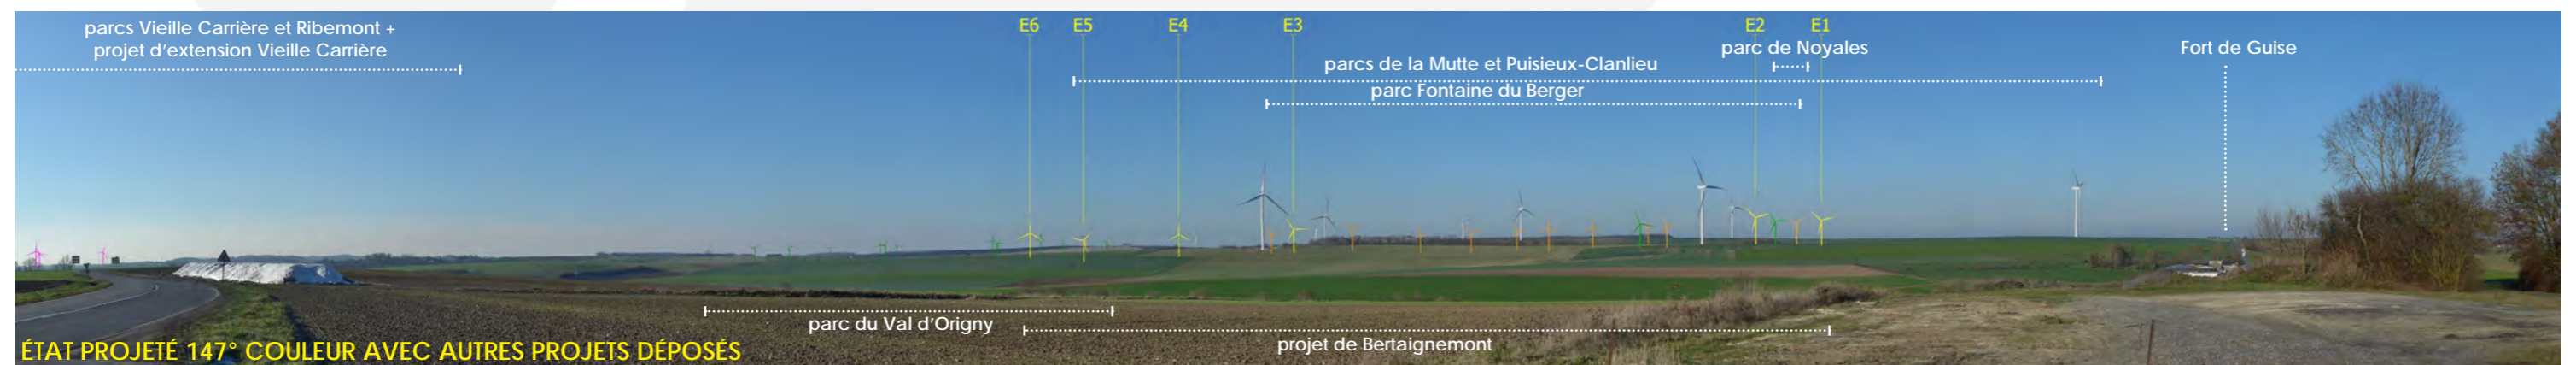 parcs Vieille Carrière et Ribemont +
projet d'extension Vieille Carrière
E6
E5
E4
E3
E2
E1
parc de Noyales
Fort de Guise
parcs de la Mutte et Puisieux-Clanlieu
parc Fontaine du Berger
parc du Val d'Origny
projet de Bertaignemont
ÉTAT PROJETÉ 147° COULEUR AVEC AUTRES PROJETS DÉPOSÉS